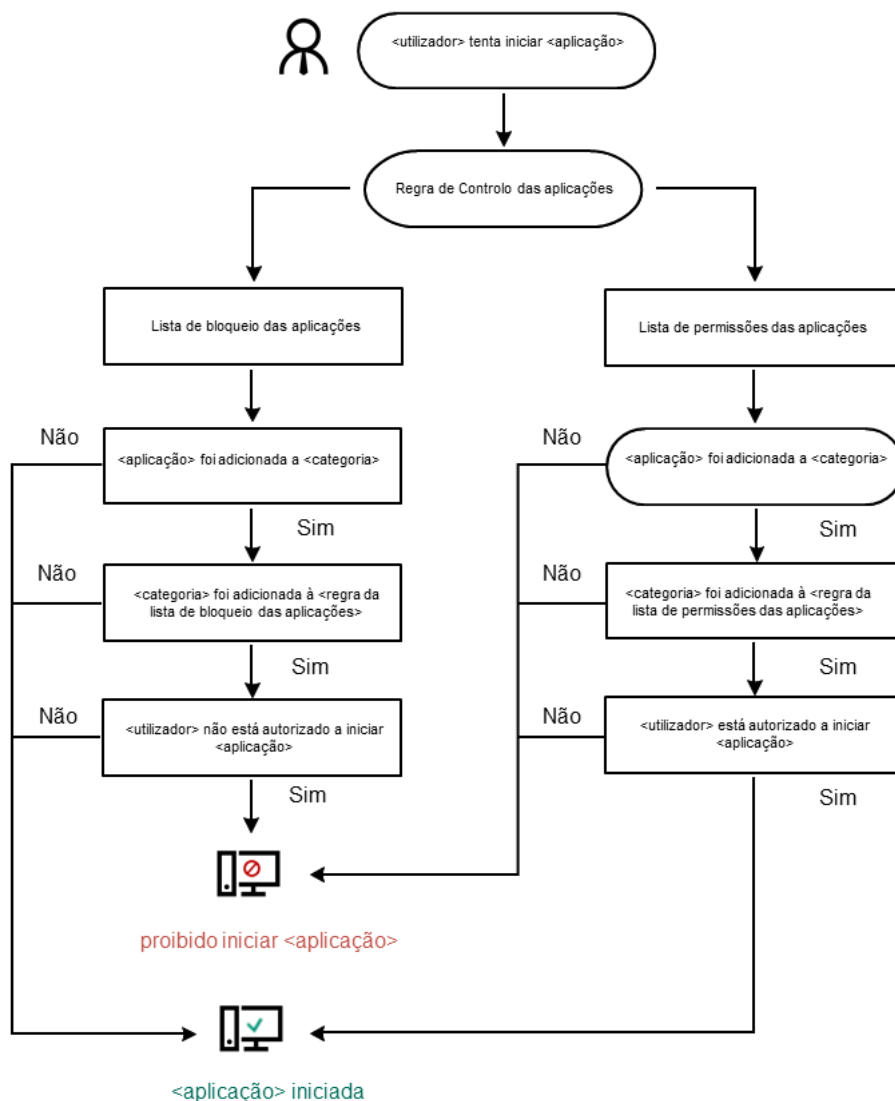 <utilizador> tenta iniciar <aplicação>
Regra de Controlo das aplicações
Lista de bloqueio das aplicações
Lista de permissões das aplicações
Não
<aplicação> foi adicionada a <categoria>
Não
<aplicação> foi adicionada a <categoria>
Sim
Sim
Não
<categoria> foi adicionada à <regra da
lista de bloqueio das aplicações>
Não
<categoria> foi adicionada à <regra da
lista de permissões das aplicações>
Sim
Sim
Não
<utilizador> não está autorizado a iniciar
<aplicação>
Não
<utilizador> está autorizado a iniciar
<aplicação>
Sim
Sim
proibido iniciar <aplicação>
<aplicação> iniciada